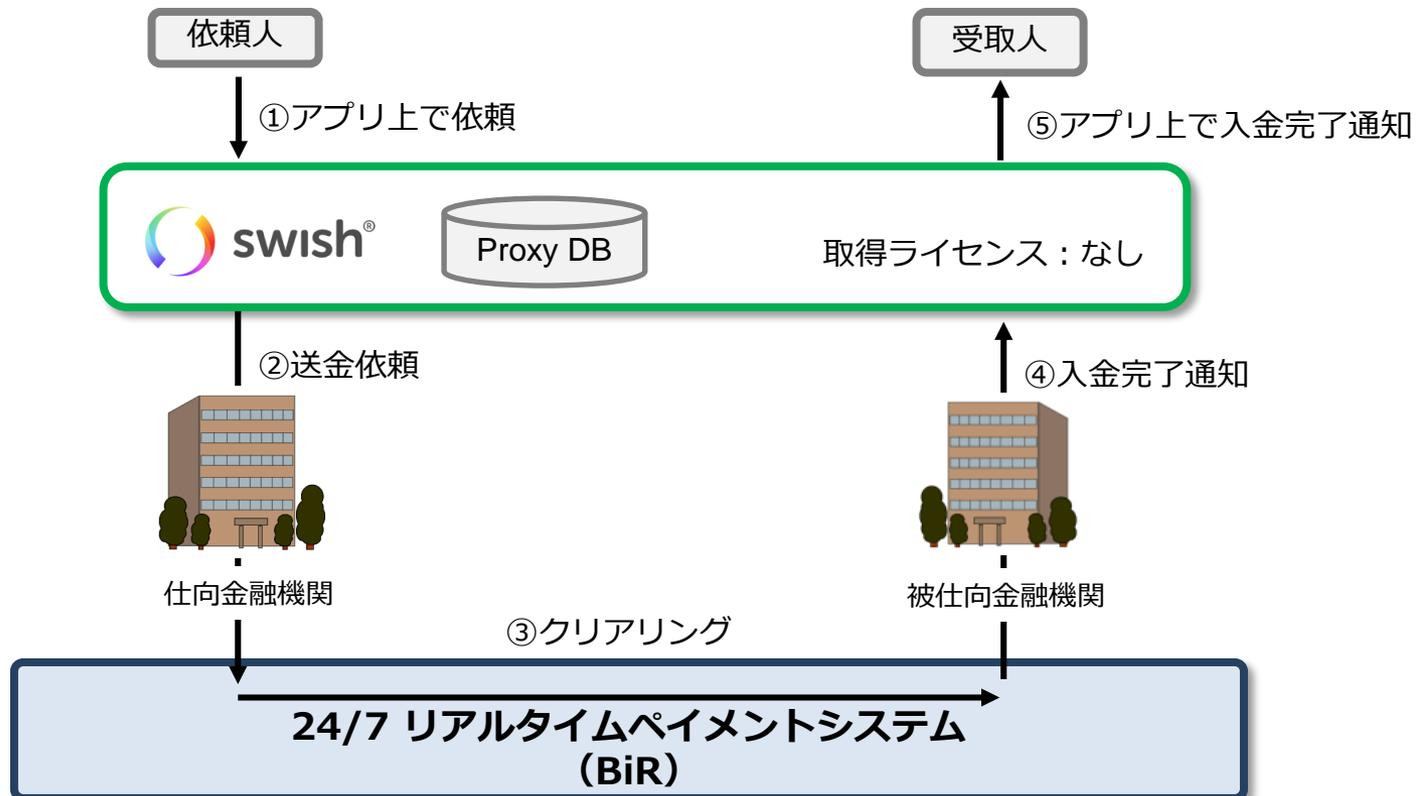 依頼人
受取人
①アプリ上で依頼
⑤アプリ上で入金完了通知
swish®
Proxy DB
取得ライセンス：なし
②送金依頼
④入金完了通知
仕向金融機関
被仕向金融機関
③クリアリング
24/7 リアルタイムペイメントシステム
（BiR）